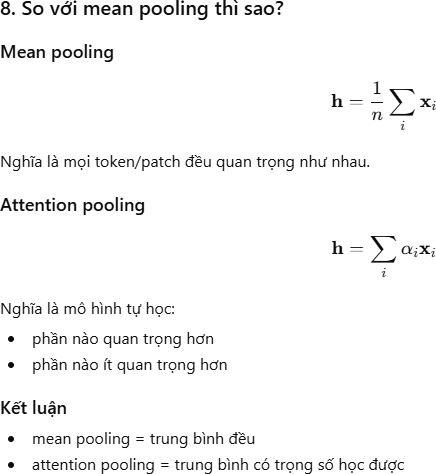 8. So với mean pooling thì sao?
Mean pooling
h = 1/n ∑_i x_i
Nghĩa là mọi token/patch đều quan trọng như nhau.
Attention pooling
h = ∑_i α_i x_i
Nghĩa là mô hình tự học:
• phần nào quan trọng hơn
• phần nào ít quan trọng hơn
Kết luận
• mean pooling = trung bình đều
• attention pooling = trung bình có trọng số học được